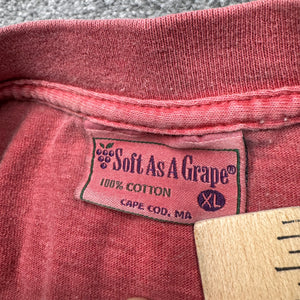 Soft As A Grape®
100% COTTON
XL
CAPE COD, MA